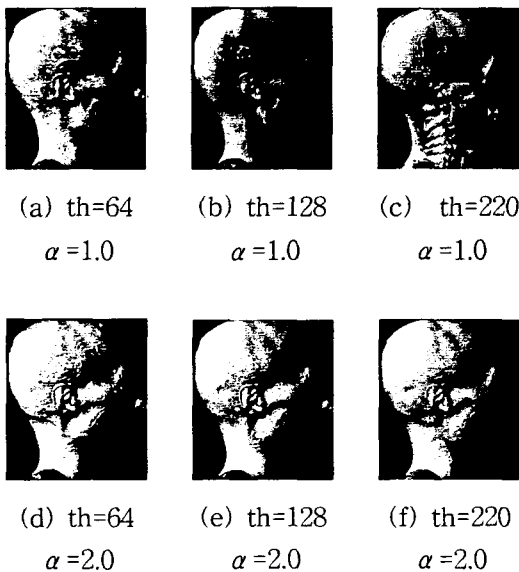 (a) th=64 (b) th=128 (c) th=220
α=1.0 α=1.0 α=1.0
(d) th=64 (e) th=128 (f) th=220
α=2.0 α=2.0 α=2.0